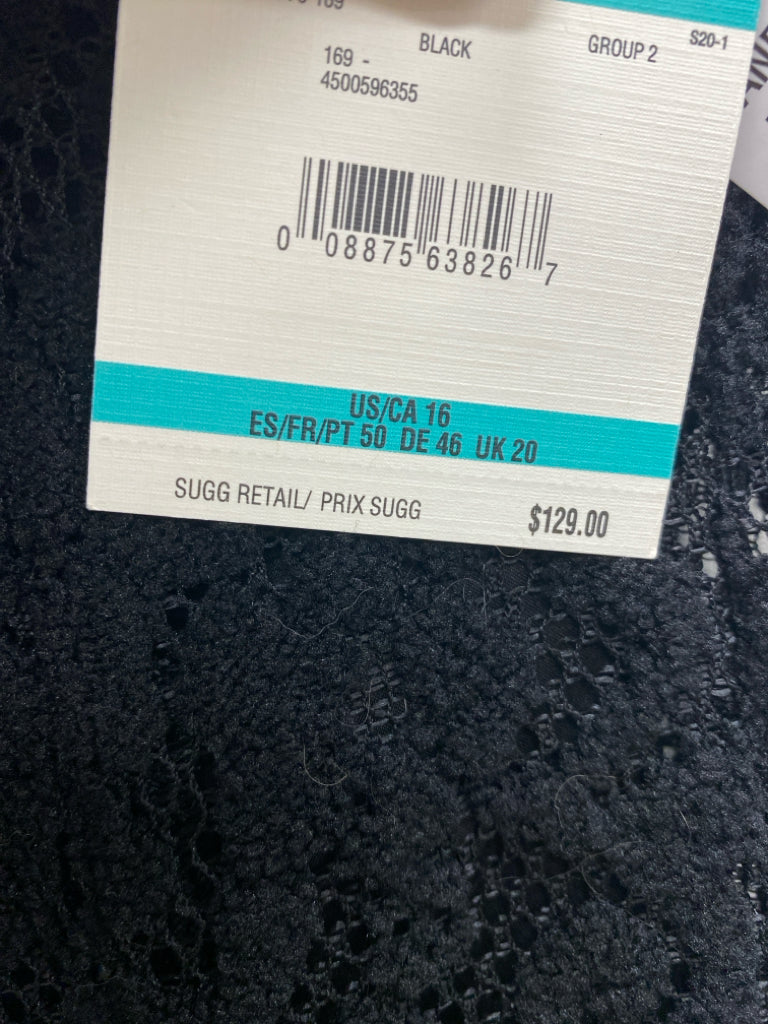 BLACK GROUP 2 S20-1
169 -
4500596355
0 08875 63826 7
US/CA 16
ES/FR/PT 50 DE 46 UK 20
SUGG RETAIL/ PRIX SUGG $129.00